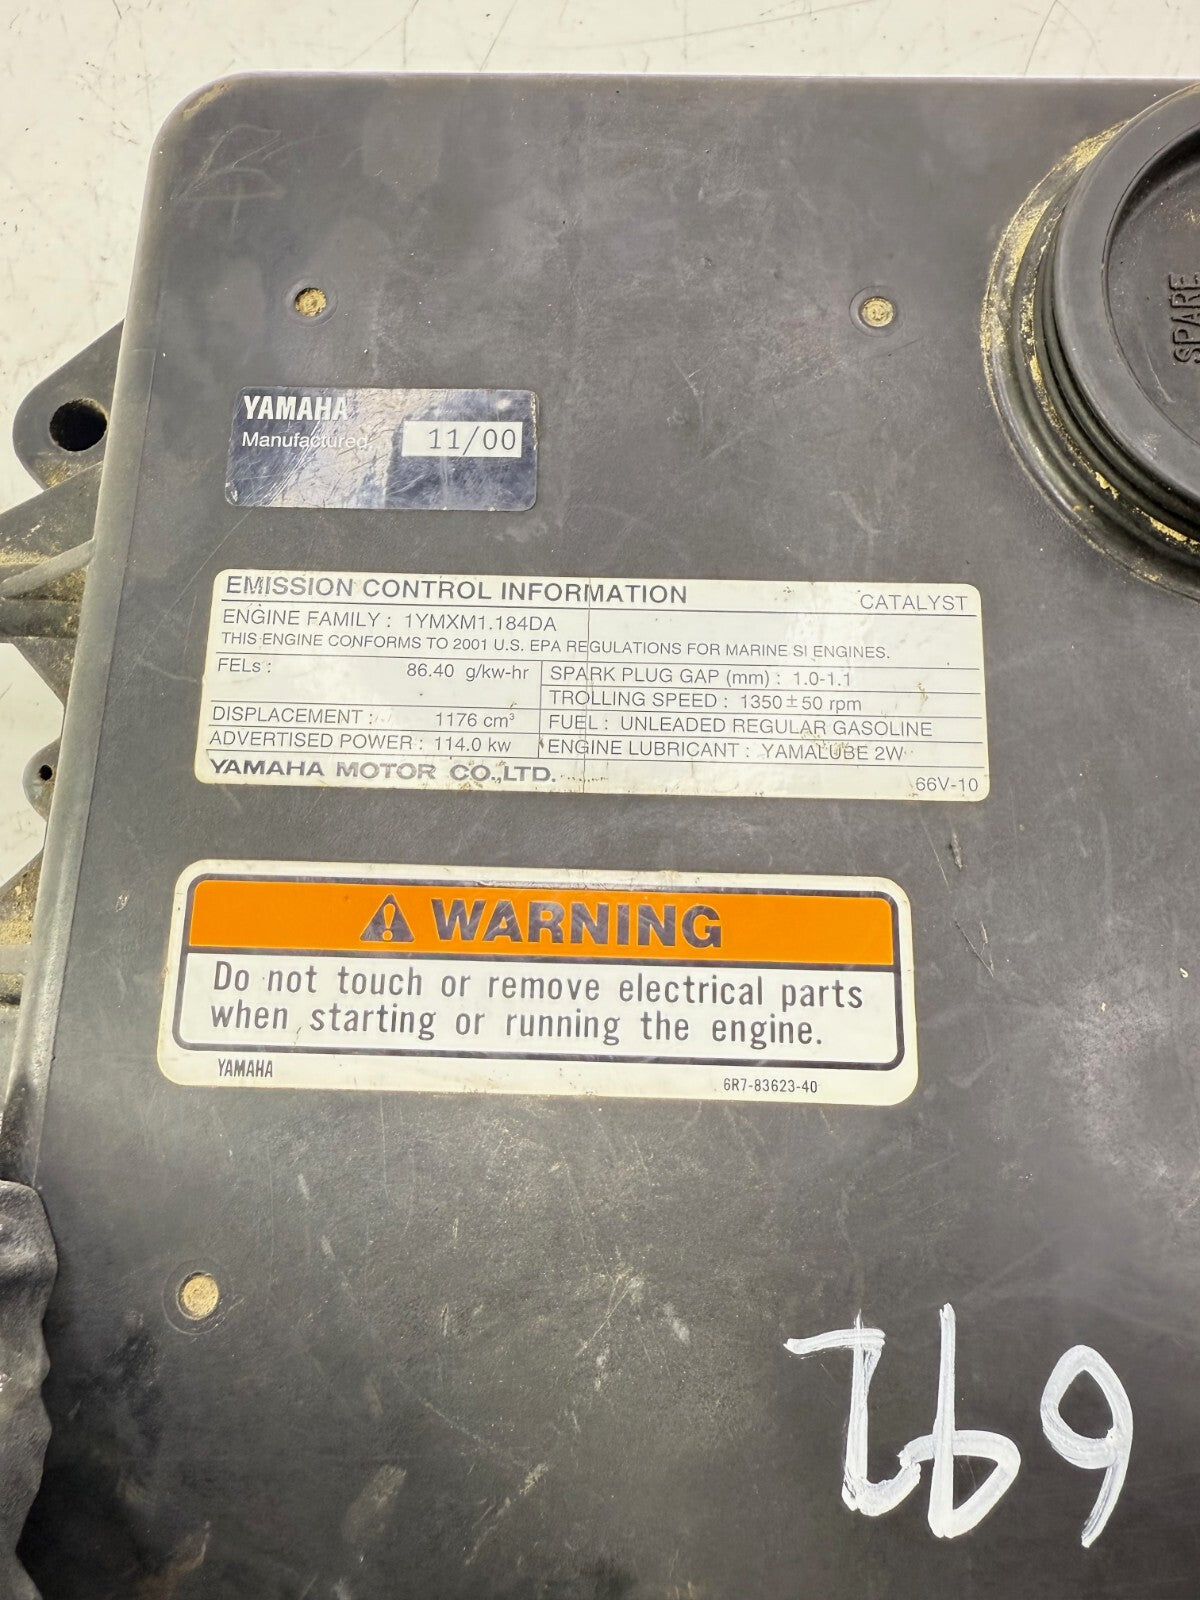 SPARE
YAMAHA
Manufactured 11/00
EMISSION CONTROL INFORMATION CATALYST
ENGINE FAMILY : 1YMXM1.184DA
THIS ENGINE CONFORMS TO 2001 U.S. EPA REGULATIONS FOR MARINE SI ENGINES.
FELs : 86.40 g/kw-hr SPARK PLUG GAP (mm) : 1.0-1.1
TROLLING SPEED : 1350 ± 50 rpm
DISPLACEMENT : 1176 cm³ FUEL : UNLEADED REGULAR GASOLINE
ADVERTISED POWER : 114.0 kw ENGINE LUBRICANT : YAMALUBE 2W
YAMAHA MOTOR CO.,LTD. 66V-10
WARNING
Do not touch or remove electrical parts
when starting or running the engine.
YAMAHA 6R7-83623-40